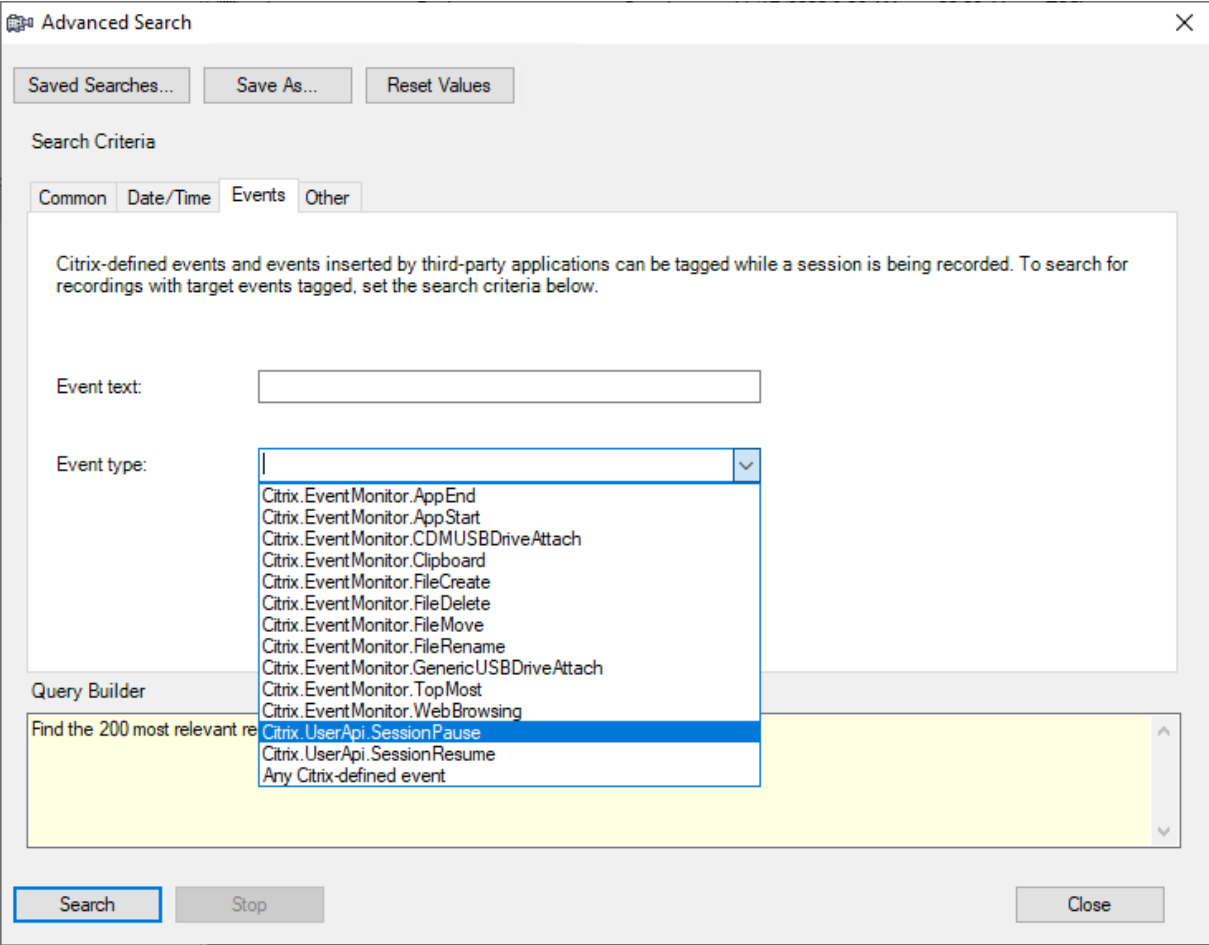 Advanced Search
Saved Searches...
Save As...
Reset Values
Search Criteria
Common
Date/Time
Events
Other
Citrix-defined events and events inserted by third-party applications can be tagged while a session is being recorded. To search for
recordings with target events tagged, set the search criteria below.
Event text:
Event type:
Citrix.EventMonitor.AppEnd
Citrix.EventMonitor.AppStart
Citrix.EventMonitor.CDMUSBDriveAttach
Citrix.EventMonitor.Clipboard
Citrix.EventMonitor.FileCreate
Citrix.EventMonitor.FileDelete
Citrix.EventMonitor.FileMove
Citrix.EventMonitor.FileRename
Citrix.EventMonitor.GenericUSBDriveAttach
Citrix.EventMonitor.TopMost
Citrix.EventMonitor.WebBrowsing
Citrix.UserApi.SessionPause
Citrix.UserApi.SessionResume
Any Citrix-defined event
Query Builder
Find the 200 most relevant re
Search
Stop
Close